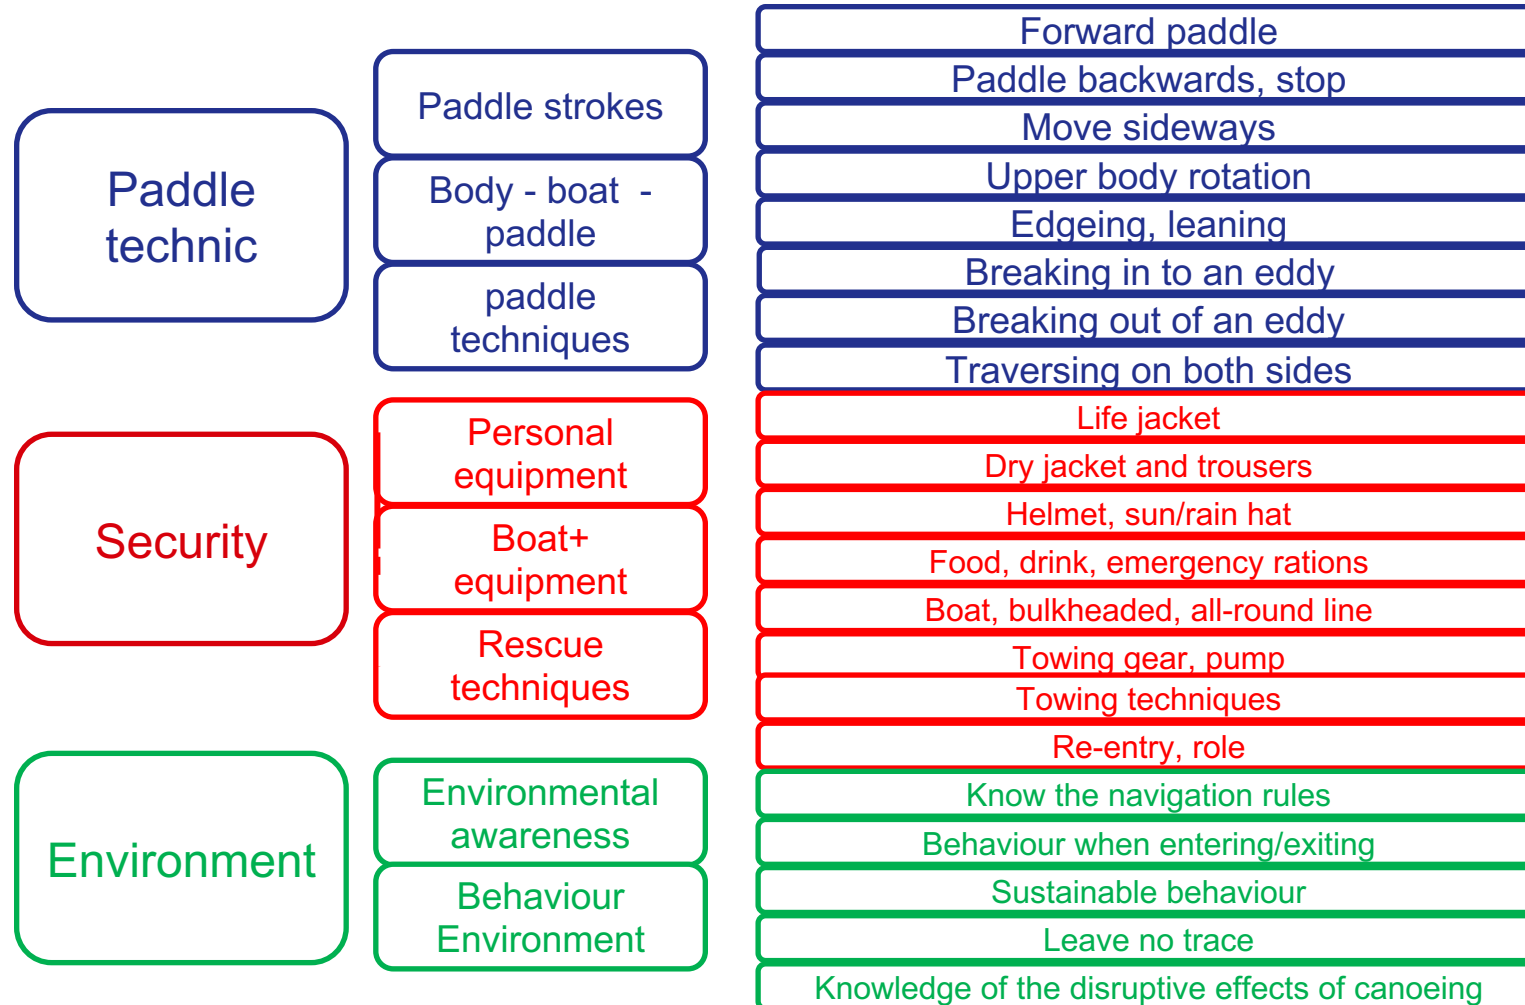 Paddle
technic
Paddle strokes
Body - boat -
paddle
paddle
techniques
Forward paddle
Paddle backwards, stop
Move sideways
Upper body rotation
Edgeing, leaning
Breaking in to an eddy
Breaking out of an eddy
Traversing on both sides
Security
Personal
equipment
Boat+
equipment
Rescue
techniques
Life jacket
Dry jacket and trousers
Helmet, sun/rain hat
Food, drink, emergency rations
Boat, bulkheaded, all-round line
Towing gear, pump
Towing techniques
Re-entry, role
Environment
Environmental
awareness
Behaviour
Environment
Know the navigation rules
Behaviour when entering/exiting
Sustainable behaviour
Leave no trace
Knowledge of the disruptive effects of canoeing